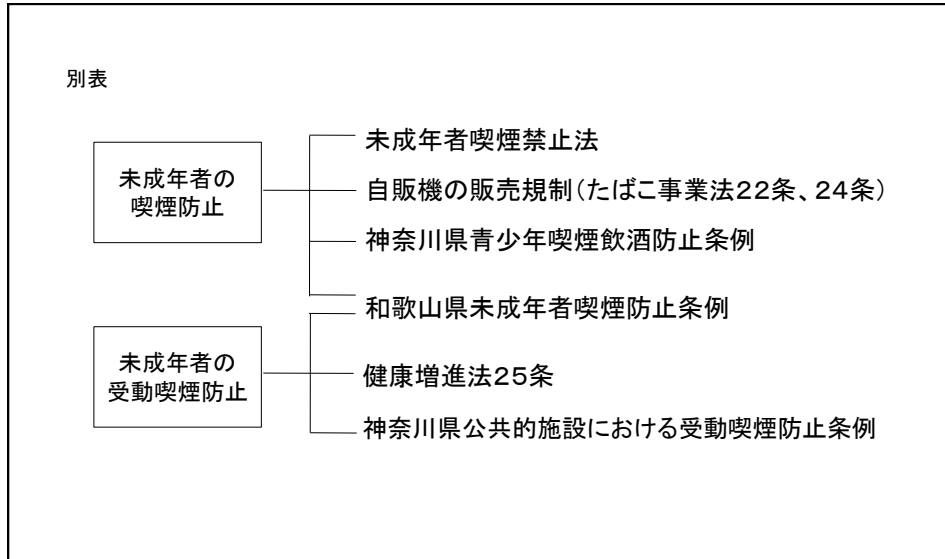 別表
未成年者の
喫煙防止
未成年者喫煙禁止法
自販機の販売規制(たばこ事業法22条、24条)
神奈川県青少年喫煙飲酒防止条例
和歌山県未成年者喫煙防止条例
未成年者の
受動喫煙防止
健康増進法25条
神奈川県公共的施設における受動喫煙防止条例